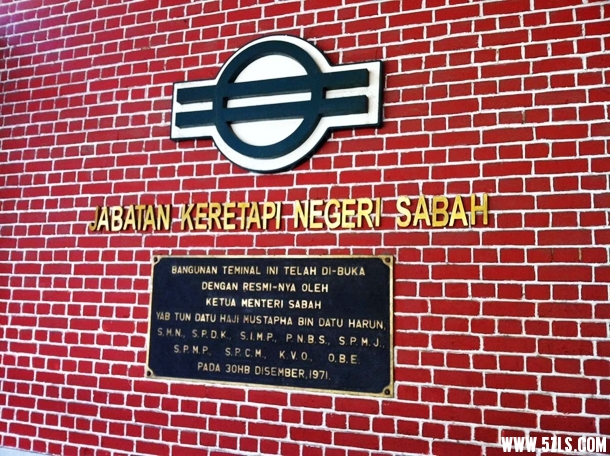 JABATAN KERETAPI NEGERI SABAH
BANGUNAN TEMINAL INI TELAH DI-BUKA
DENGAN RESMI-NYA OLEH
KETUA MENTERI SABAH
YAB TUN DATU HAJI MUSTAPHA BIN DATU HARUN,
S.M.N., S.P.D.K., S.I.M.P., P.N.B.S., S.P.M.J.,
S.P.M.P., S.P.C.M., K.V.O., O.B.E.
PADA 30HB DISEMBER, 1971.
WWW.52LS.COM